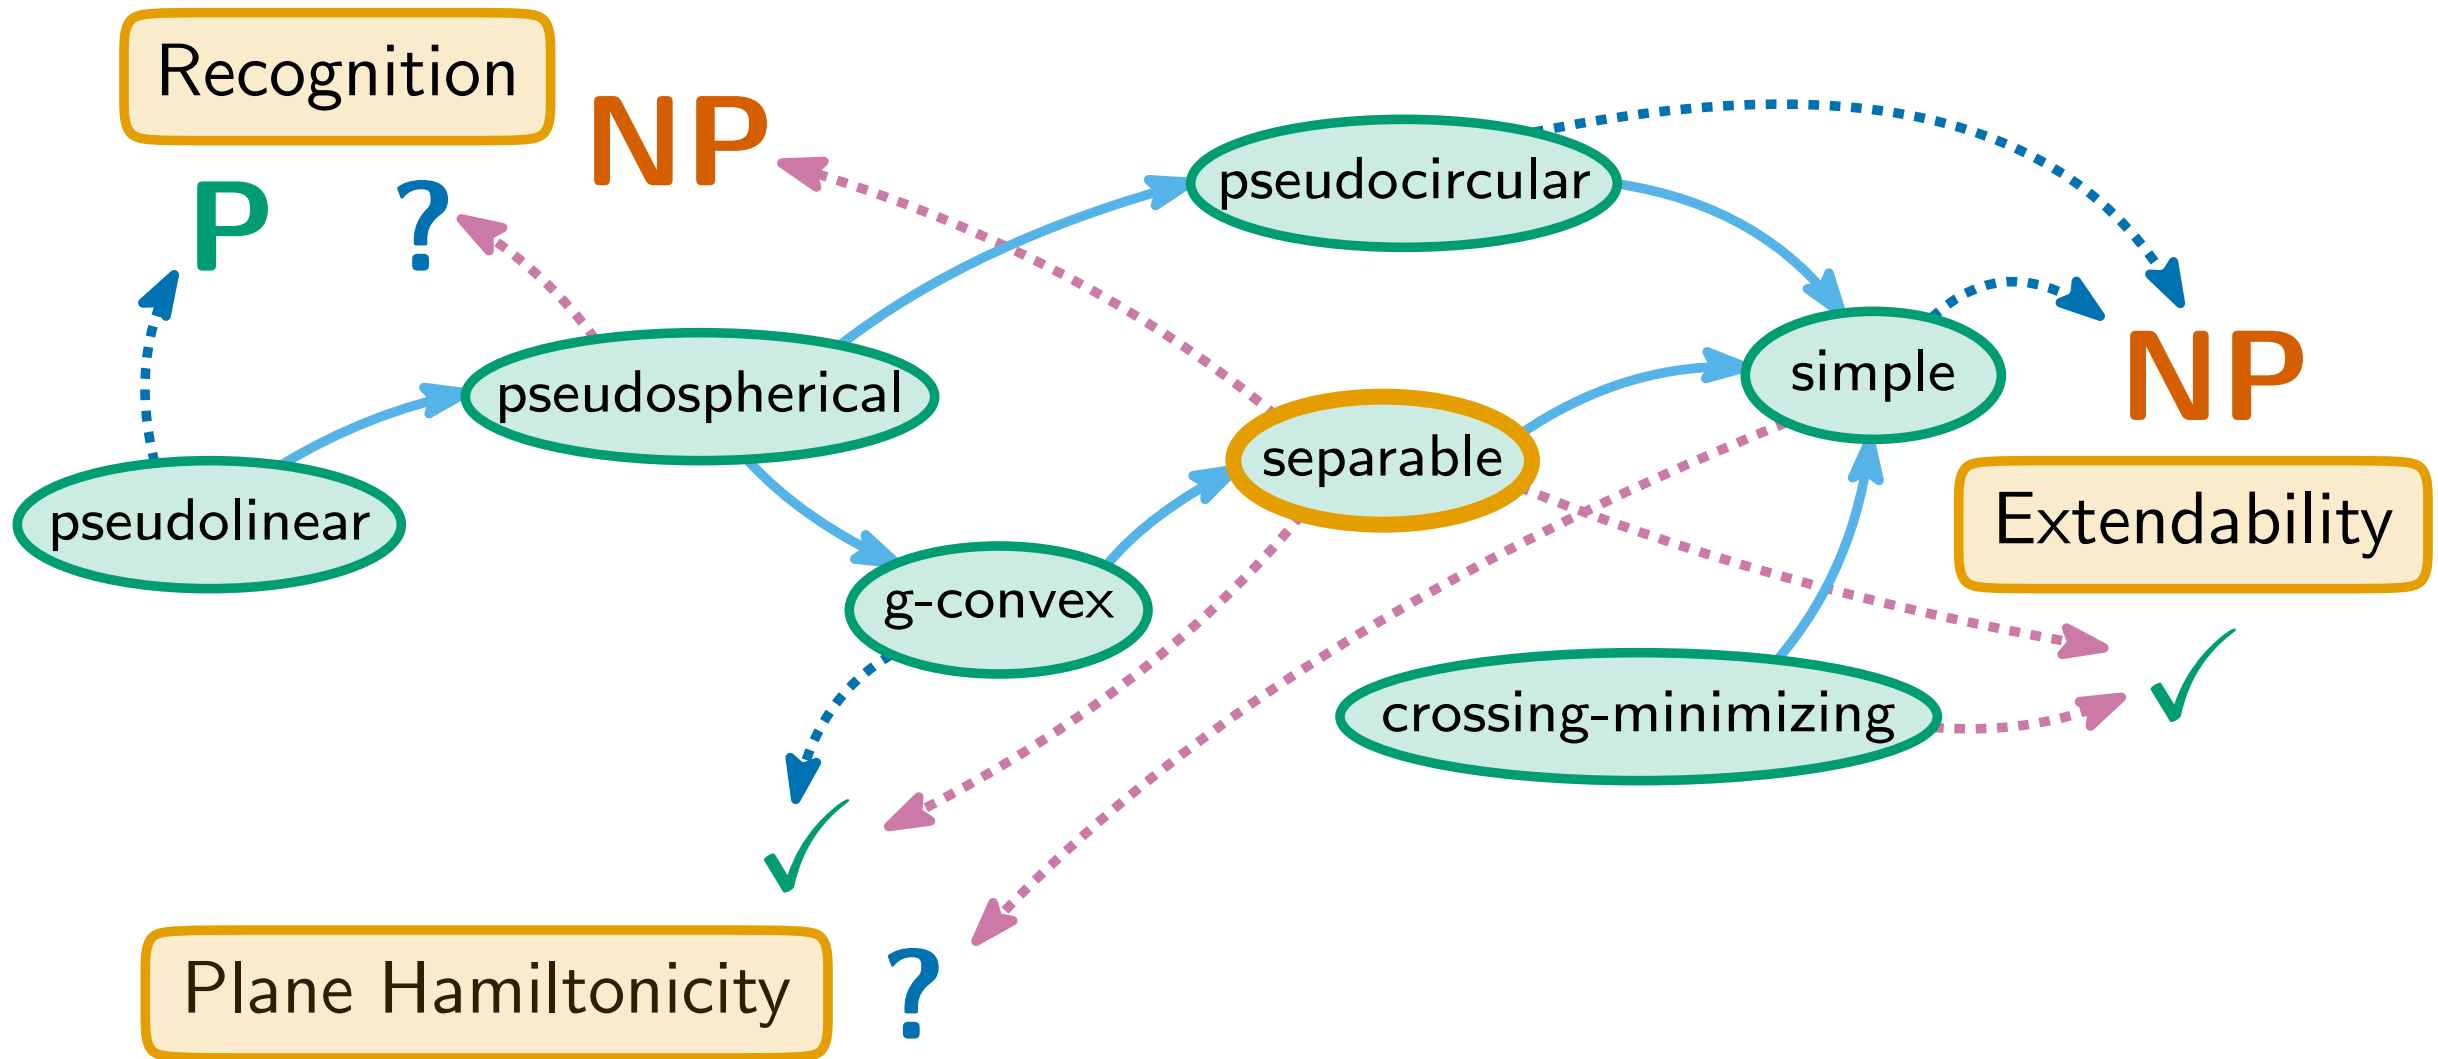 Recognition
NP
P
?
pseudocircular
pseudospherical
simple
NP
separable
pseudolinear
Extendability
g-convex
crossing-minimizing
✓
✓
Plane Hamiltonicity
?